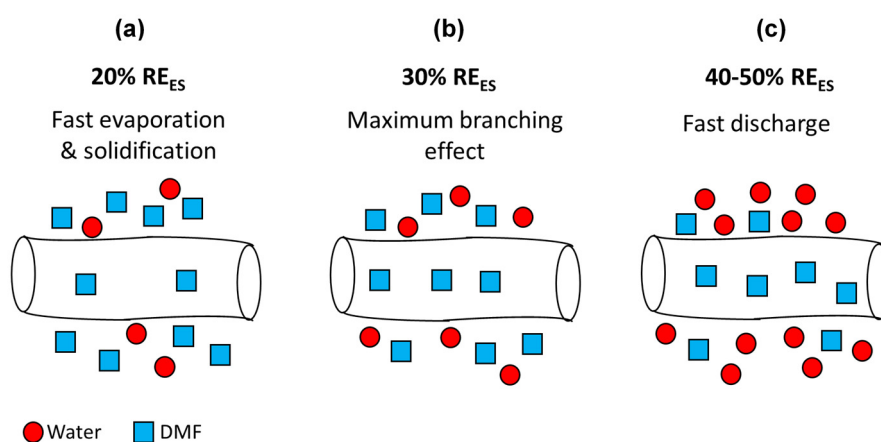 (a)
20% RE_ES
Fast evaporation
& solidification
(b)
30% RE_ES
Maximum branching
effect
(c)
40-50% RE_ES
Fast discharge
Water
DMF